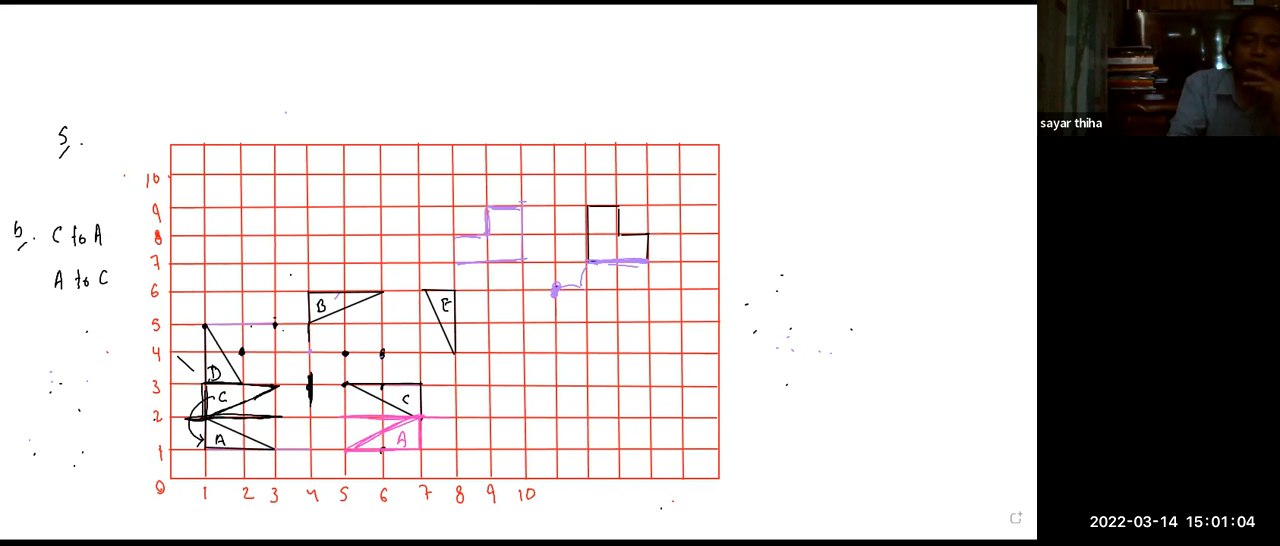 sayar thiha
5.
10
9
b. C to A
8
A to C
7
6
B
E
5
4
D
3
C
C
2
A
A
1
0 1 2 3 4 5 6 7 8 9 10
2022-03-14 15:01:04